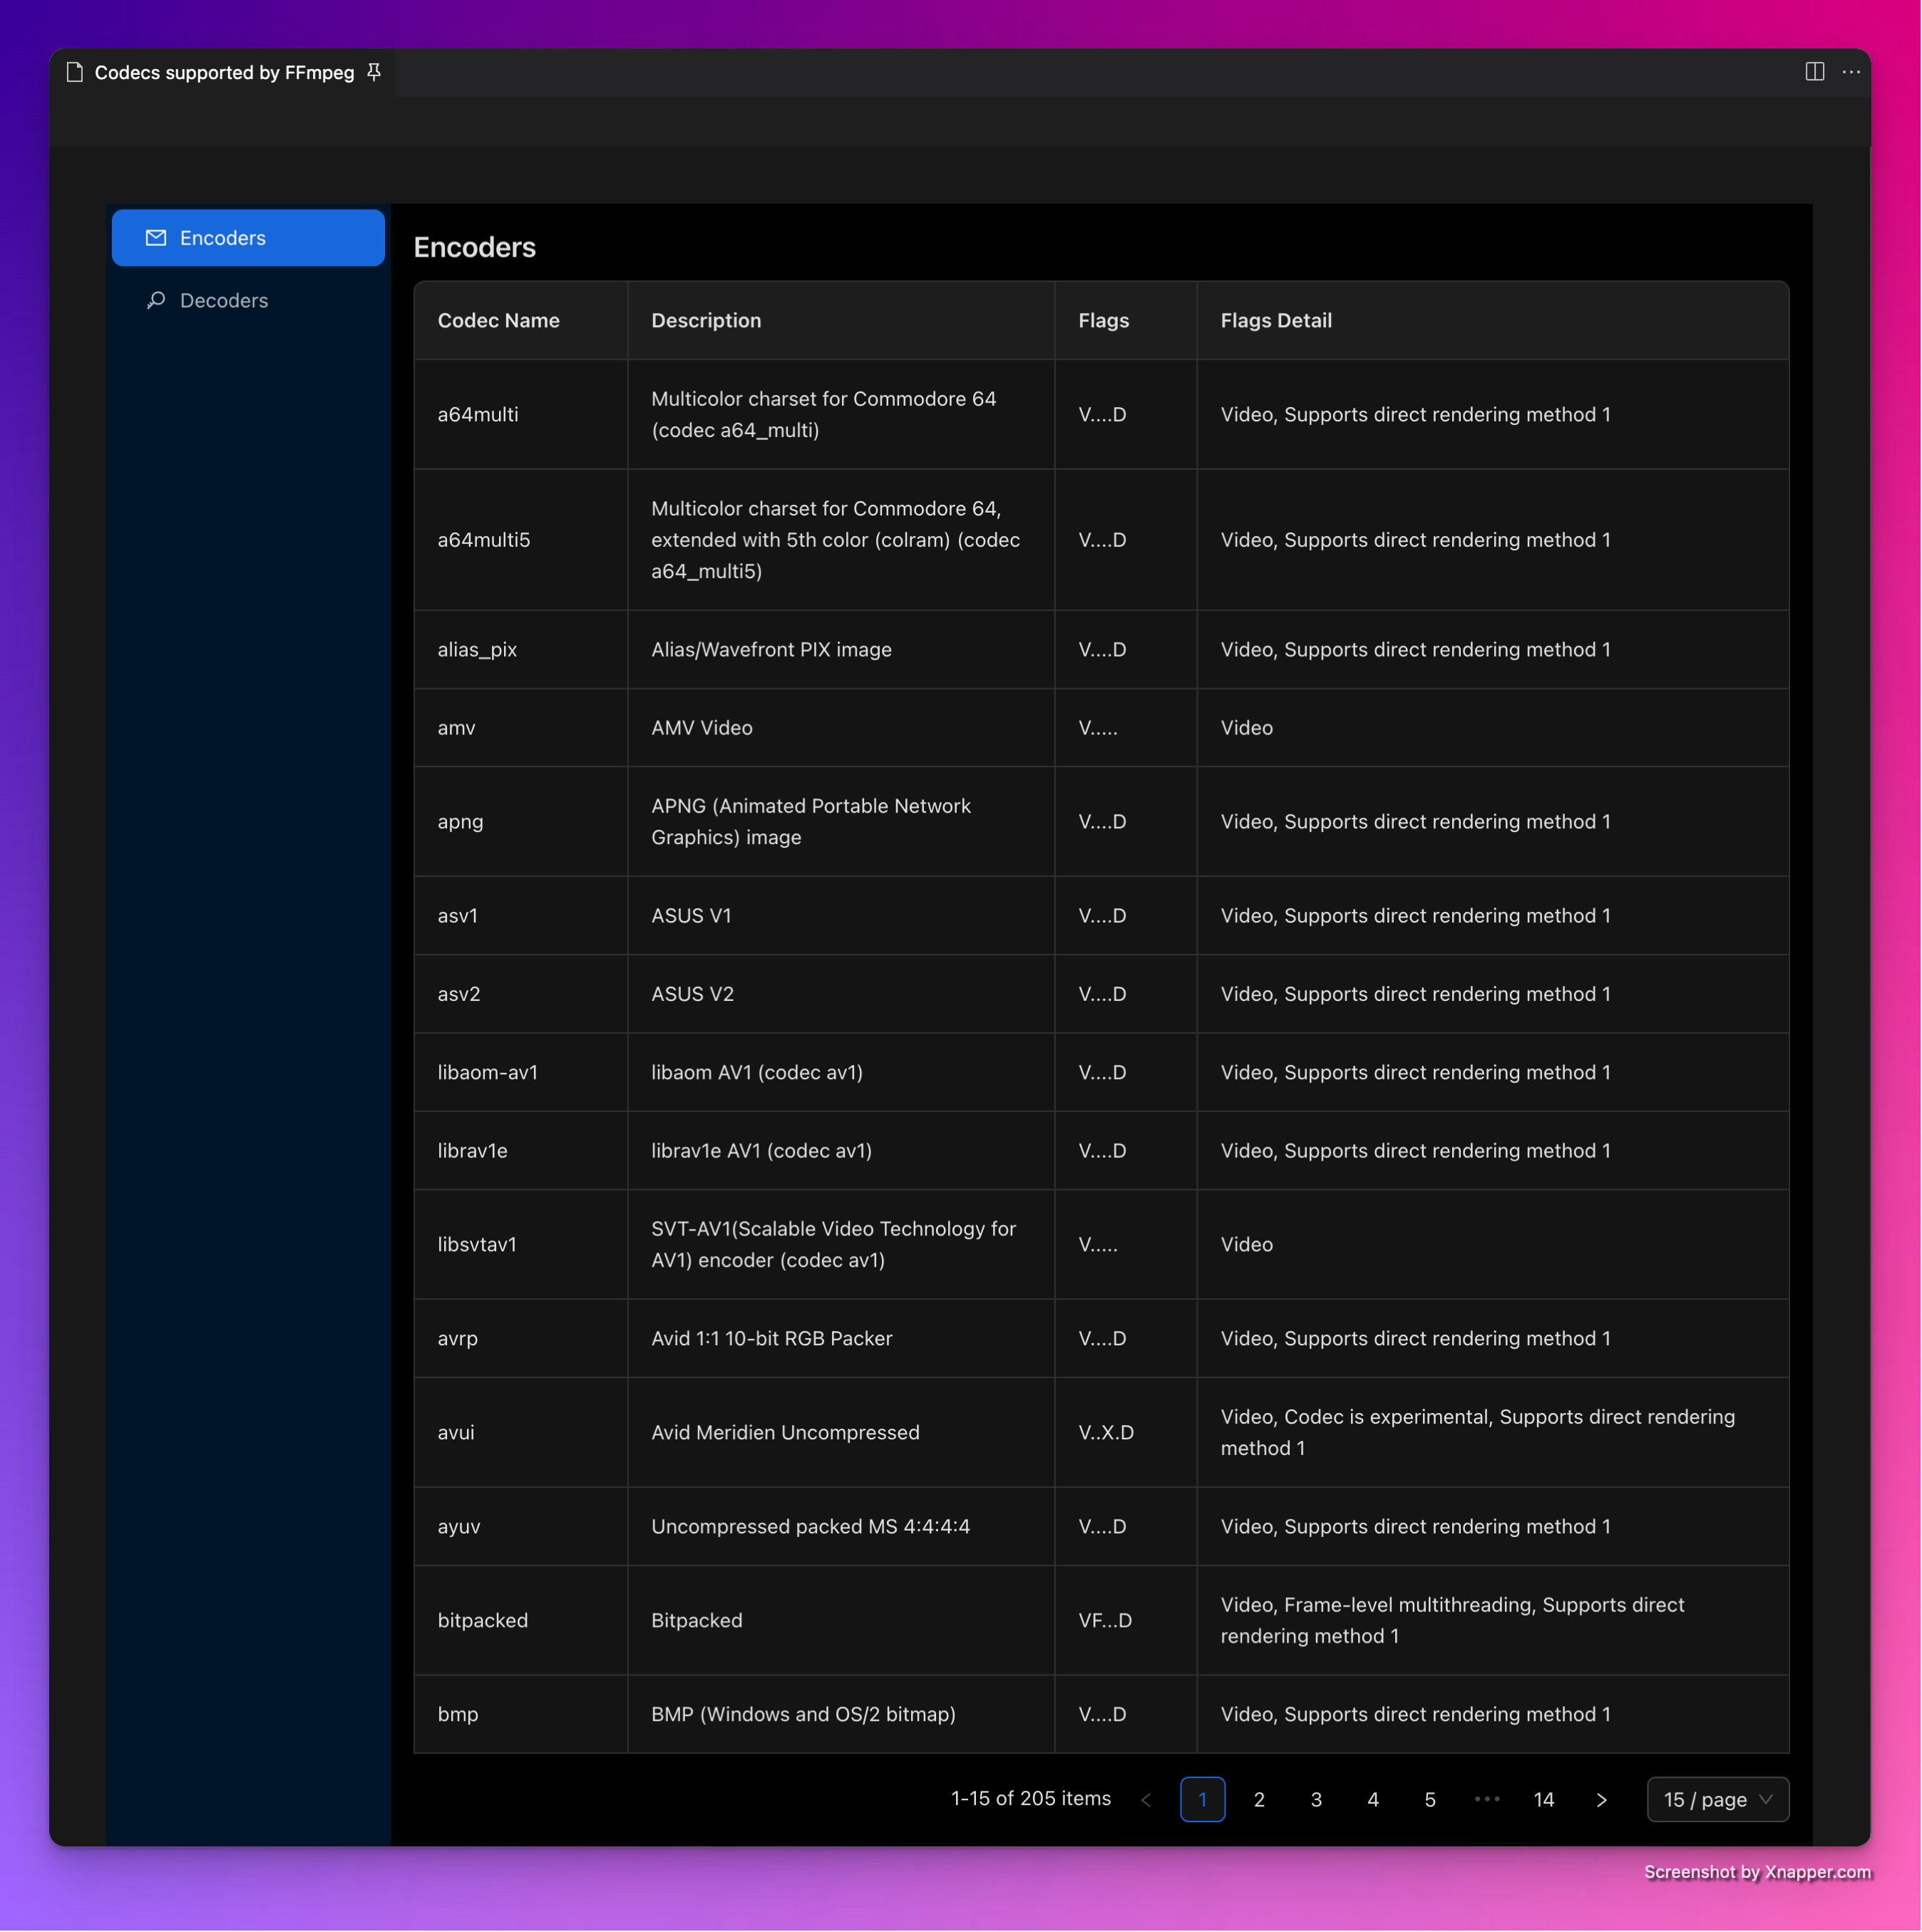 Codecs supported by FFmpeg
Encoders
Decoders
Encoders
Codec Name Description Flags Flags Detail
a64multi Multicolor charset for Commodore 64 V....D Video, Supports direct rendering method 1
(codec a64_multi)
a64multi5 Multicolor charset for Commodore 64, V....D Video, Supports direct rendering method 1
extended with 5th color (colram) (codec
a64_multi5)
alias_pix Alias/Wavefront PIX image V....D Video, Supports direct rendering method 1
amv AMV Video V..... Video
apng APNG (Animated Portable Network V....D Video, Supports direct rendering method 1
Graphics) image
asv1 ASUS V1 V....D Video, Supports direct rendering method 1
asv2 ASUS V2 V....D Video, Supports direct rendering method 1
libaom-av1 libaom AV1 (codec av1) V....D Video, Supports direct rendering method 1
librav1e librav1e AV1 (codec av1) V....D Video, Supports direct rendering method 1
libsvtav1 SVT-AV1(Scalable Video Technology for V..... Video
AV1) encoder (codec av1)
avrp Avid 1:1 10-bit RGB Packer V....D Video, Supports direct rendering method 1
avui Avid Meridien Uncompressed V..X.D Video, Codec is experimental, Supports direct rendering
method 1
ayuv Uncompressed packed MS 4:4:4:4 V....D Video, Supports direct rendering method 1
bitpacked Bitpacked VF...D Video, Frame-level multithreading, Supports direct
rendering method 1
bmp BMP (Windows and OS/2 bitmap) V....D Video, Supports direct rendering method 1
1-15 of 205 items < 1 2 3 4 5 ••• 14 > 15 / page
Screenshot by Xnapper.com